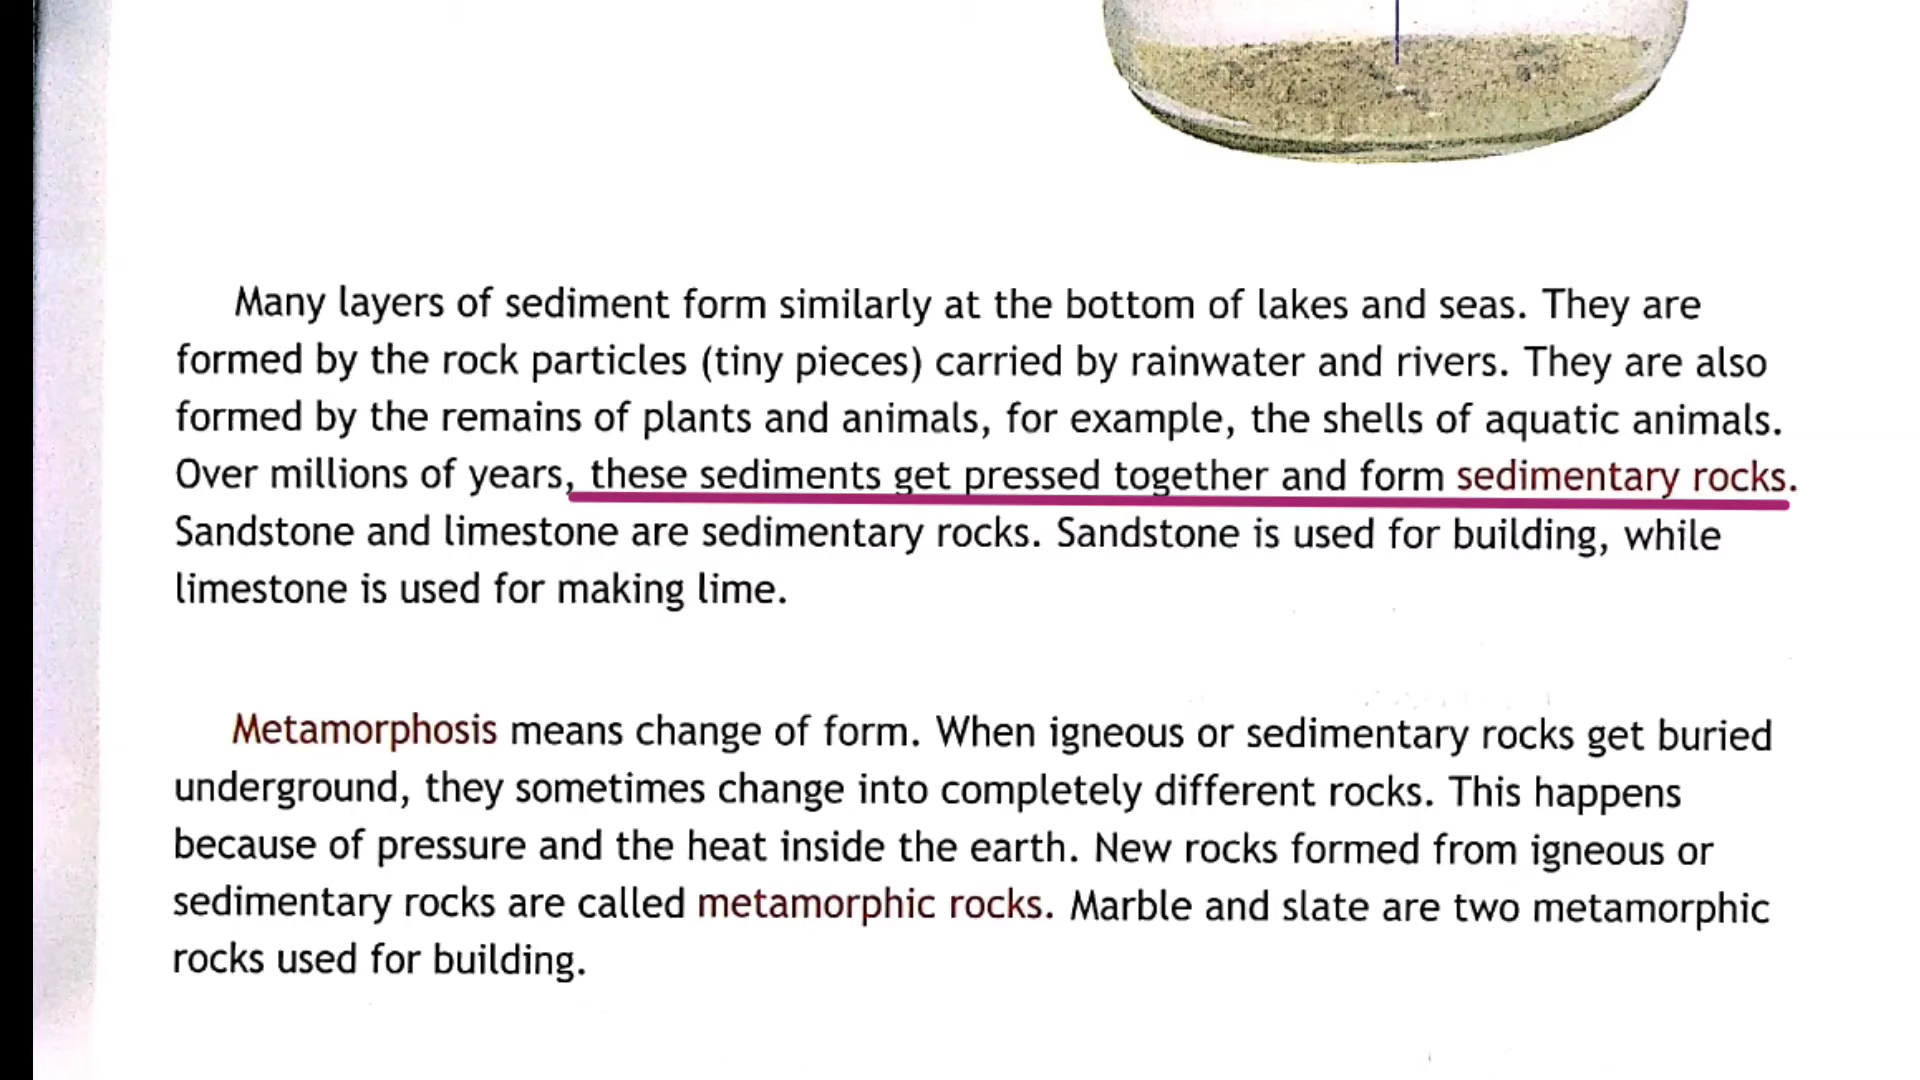 Many layers of sediment form similarly at the bottom of lakes and seas. They are
formed by the rock particles (tiny pieces) carried by rainwater and rivers. They are also
formed by the remains of plants and animals, for example, the shells of aquatic animals.
Over millions of years, these sediments get pressed together and form sedimentary rocks.
Sandstone and limestone are sedimentary rocks. Sandstone is used for building, while
limestone is used for making lime.
Metamorphosis means change of form. When igneous or sedimentary rocks get buried
underground, they sometimes change into completely different rocks. This happens
because of pressure and the heat inside the earth. New rocks formed from igneous or
sedimentary rocks are called metamorphic rocks. Marble and slate are two metamorphic
rocks used for building.